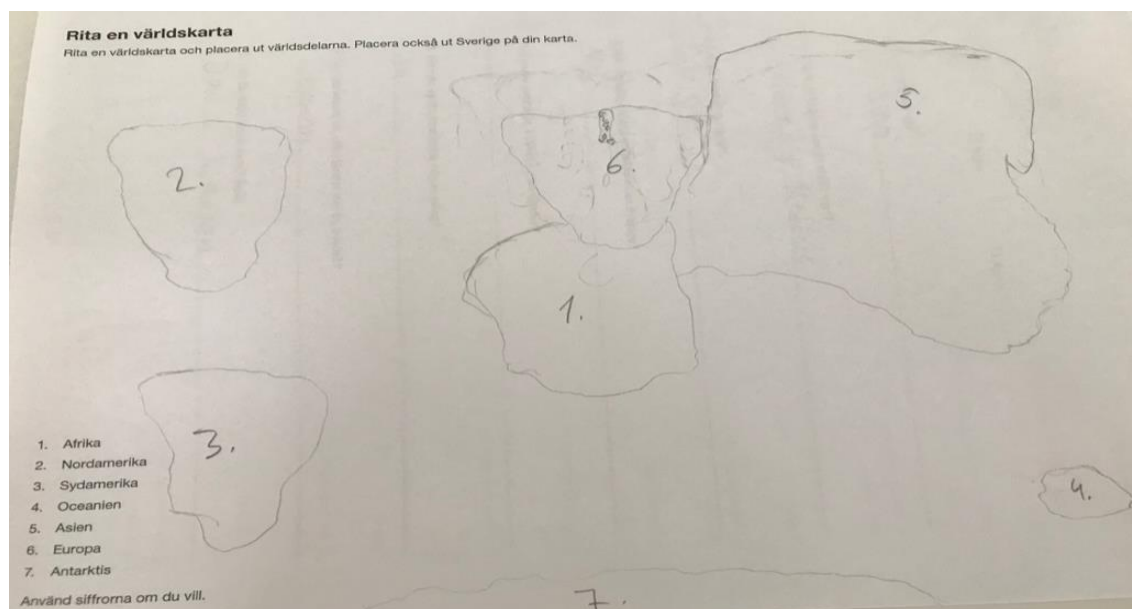 Rita en världskarta
Rita en världskarta och placera ut världsdelarna. Placera också ut Sverige på din karta.
5.
2.
6.
1.
3.
4.
7.
1. Afrika
2. Nordamerika
3. Sydamerika
4. Oceanien
5. Asien
6. Europa
7. Antarktis
Använd siffrorna om du vill.